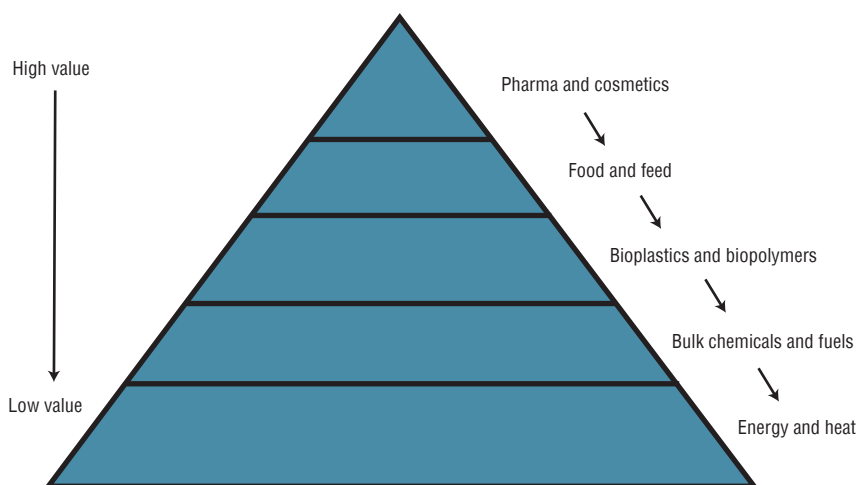 High value
Pharma and cosmetics
Food and feed
Bioplastics and biopolymers
Bulk chemicals and fuels
Low value
Energy and heat